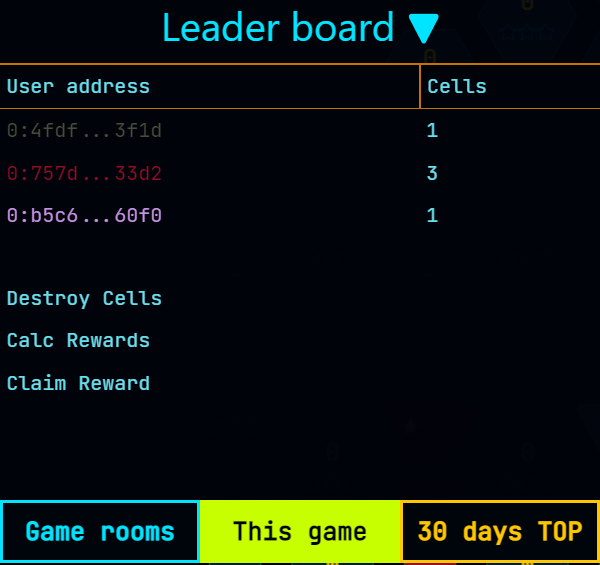 Leader board ▼
User address Cells
0:4fdf...3f1d 1
0:757d...33d2 3
0:b5c6...60f0 1
Destroy Cells
Calc Rewards
Claim Reward
Game rooms This game 30 days TOP